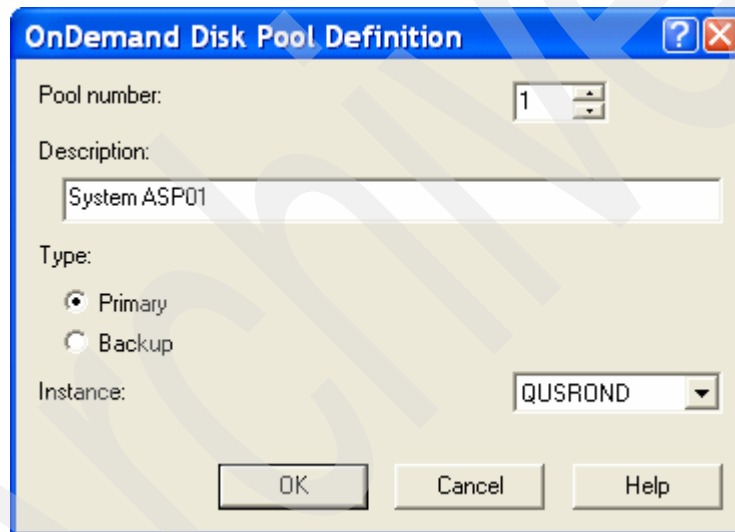 OnDemand Disk Pool Definition
Pool number: 1
Description:
System ASP01
Type:
Primary
Backup
Instance: QUSROND
OK Cancel Help